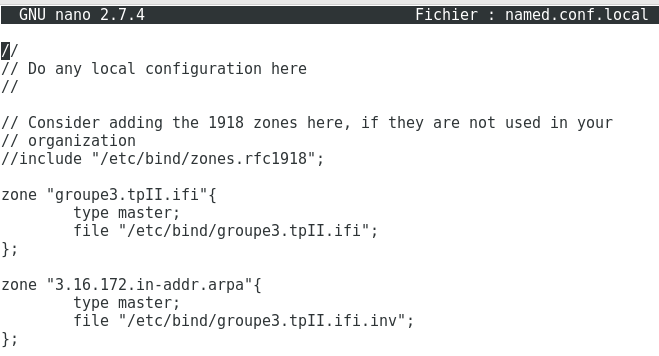 GNU nano 2.7.4 Fichier : named.conf.local
//
// Do any local configuration here
//
// Consider adding the 1918 zones here, if they are not used in your
// organization
//include "/etc/bind/zones.rfc1918";
zone "groupe3.tpII.ifi"{
type master;
file "/etc/bind/groupe3.tpII.ifi";
};
zone "3.16.172.in-addr.arpa"{
type master;
file "/etc/bind/groupe3.tpII.ifi.inv";
};